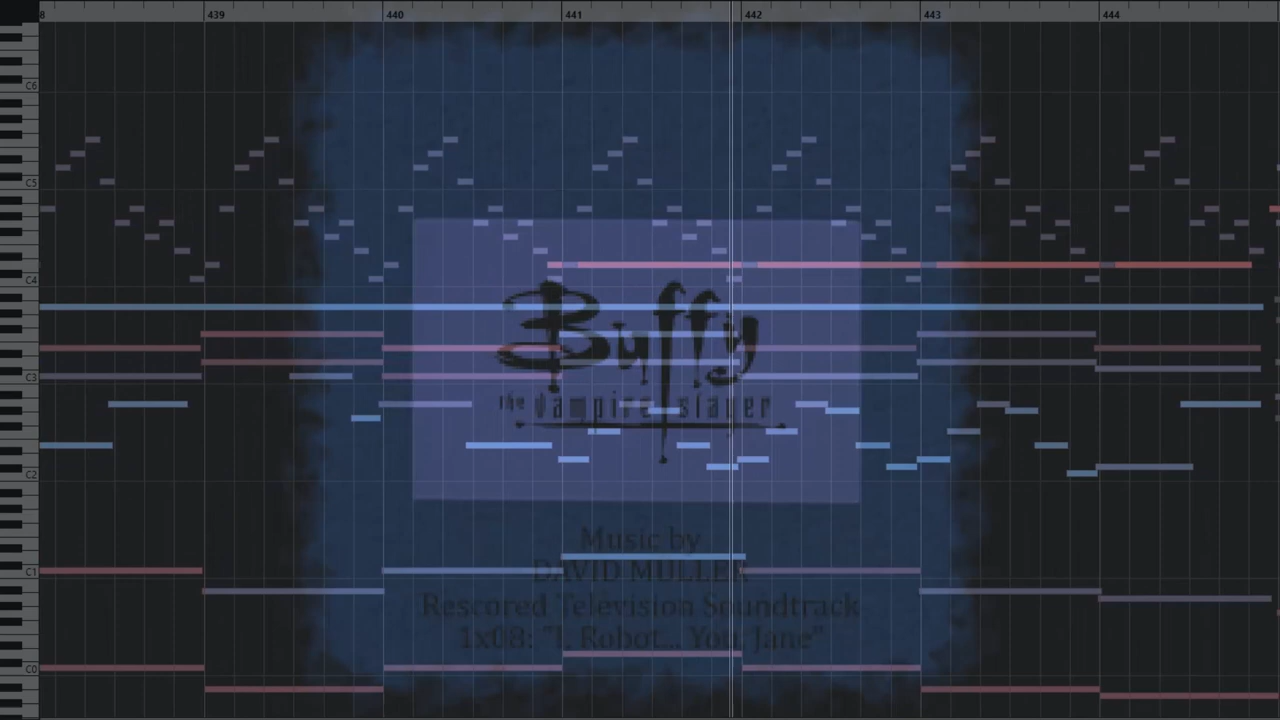 8 439 440 441 442 443 444
C6
C5
C4
Buffy
C3
the vampire slayer
C2
Music by
C1
DAVID MULLER
Rescored Television Soundtrack
1x08: "I, Robot... You, Jane"
C0